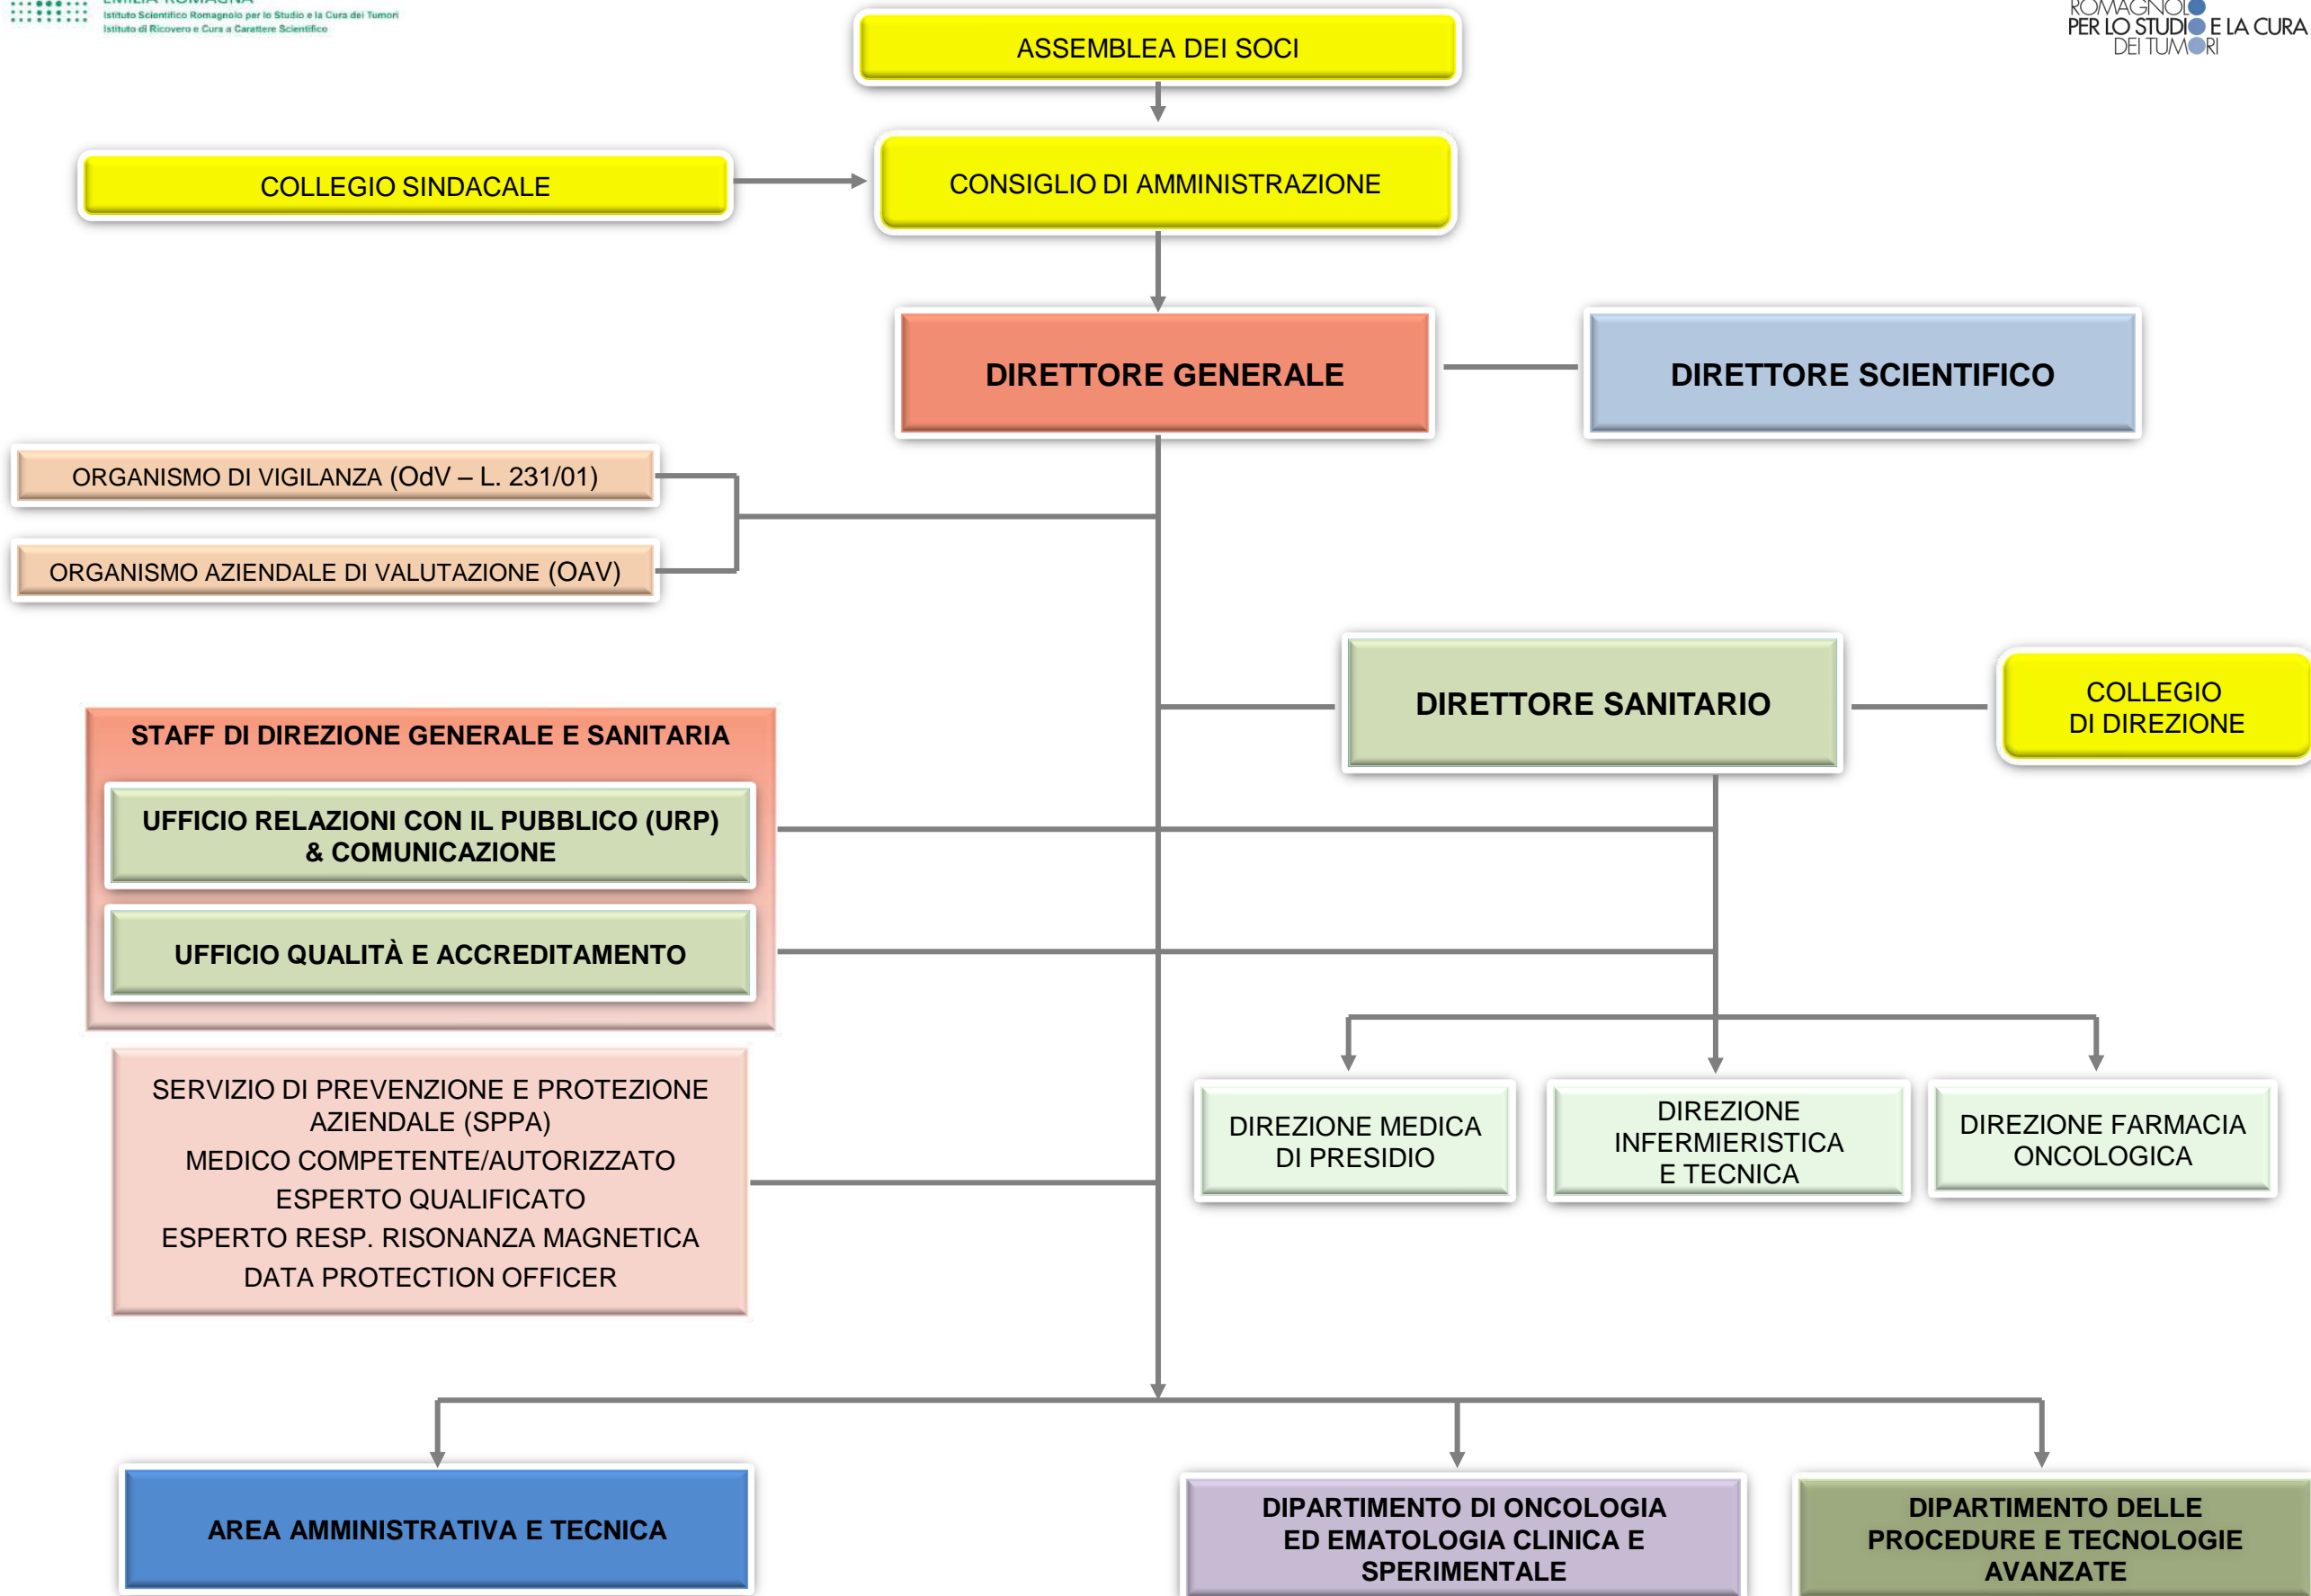 EMILIA-ROMAGNA
Istituto Scientifico Romagnolo per lo Studio e la Cura dei Tumori
Istituto di Ricovero e Cura a Carattere Scientifico
ROMAGNOLO
PER LO STUDIO E LA CURA
DEI TUMORI
ASSEMBLEA DEI SOCI
COLLEGIO SINDACALE
CONSIGLIO DI AMMINISTRAZIONE
DIRETTORE GENERALE
DIRETTORE SCIENTIFICO
ORGANISMO DI VIGILANZA (OdV – L. 231/01)
ORGANISMO AZIENDALE DI VALUTAZIONE (OAV)
DIRETTORE SANITARIO
COLLEGIO
DI DIREZIONE
STAFF DI DIREZIONE GENERALE E SANITARIA
UFFICIO RELAZIONI CON IL PUBBLICO (URP)
& COMUNICAZIONE
UFFICIO QUALITÀ E ACCREDITAMENTO
SERVIZIO DI PREVENZIONE E PROTEZIONE
AZIENDALE (SPPA)
MEDICO COMPETENTE/AUTORIZZATO
ESPERTO QUALIFICATO
ESPERTO RESP. RISONANZA MAGNETICA
DATA PROTECTION OFFICER
DIREZIONE MEDICA
DI PRESIDIO
DIREZIONE
INFERMIERISTICA
E TECNICA
DIREZIONE FARMACIA
ONCOLOGICA
AREA AMMINISTRATIVA E TECNICA
DIPARTIMENTO DI ONCOLOGIA
ED EMATOLOGIA CLINICA E
SPERIMENTALE
DIPARTIMENTO DELLE
PROCEDURE E TECNOLOGIE
AVANZATE